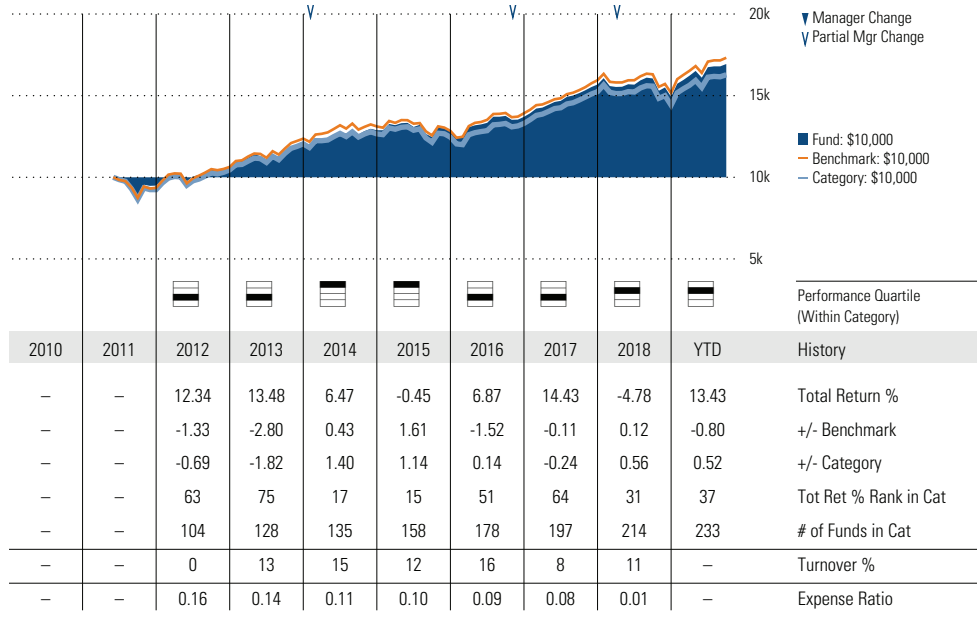 20k
▼ Manager Change
V Partial Mgr Change
15k
Fund: $10,000
Benchmark: $10,000
10k
Category: $10,000
5k
Performance Quartile
(Within Category)
2010 2011 2012 2013 2014 2015 2016 2017 2018 YTD History
– – 12.34 13.48 6.47 -0.45 6.87 14.43 -4.78 13.43 Total Return %
– – -1.33 -2.80 0.43 1.61 -1.52 -0.11 0.12 -0.80 +/- Benchmark
– – -0.69 -1.82 1.40 1.14 0.14 -0.24 0.56 0.52 +/- Category
– – 63 75 17 15 51 64 31 37 Tot Ret % Rank in Cat
– – 104 128 135 158 178 197 214 233 # of Funds in Cat
– – 0 13 15 12 16 8 11 – Turnover %
– – 0.16 0.14 0.11 0.10 0.09 0.08 0.01 – Expense Ratio